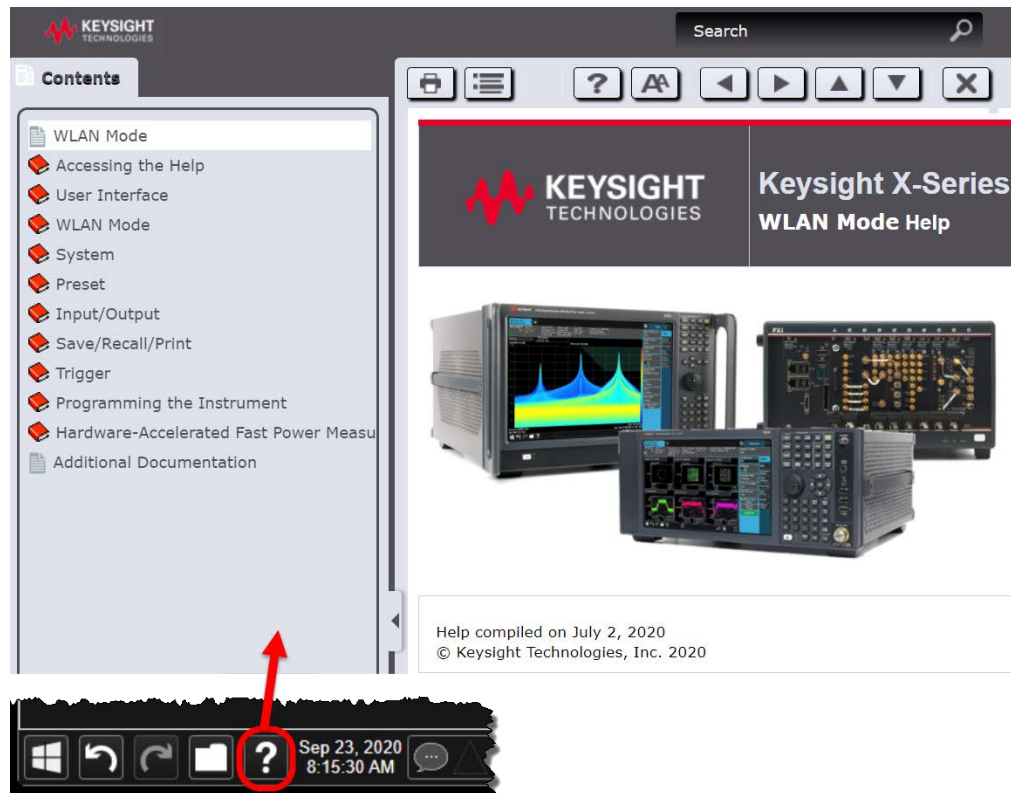 KEYSIGHT
TECHNOLOGIES
Search
Contents
WLAN Mode
Accessing the Help
User Interface
WLAN Mode
System
Preset
Input/Output
Save/Recall/Print
Trigger
Programming the Instrument
Hardware-Accelerated Fast Power Measu
Additional Documentation
? AA
KEYSIGHT
TECHNOLOGIES
Keysight X-Series
WLAN Mode Help
PXI
Help compiled on July 2, 2020
© Keysight Technologies, Inc. 2020
?
Sep 23, 2020
8:15:30 AM